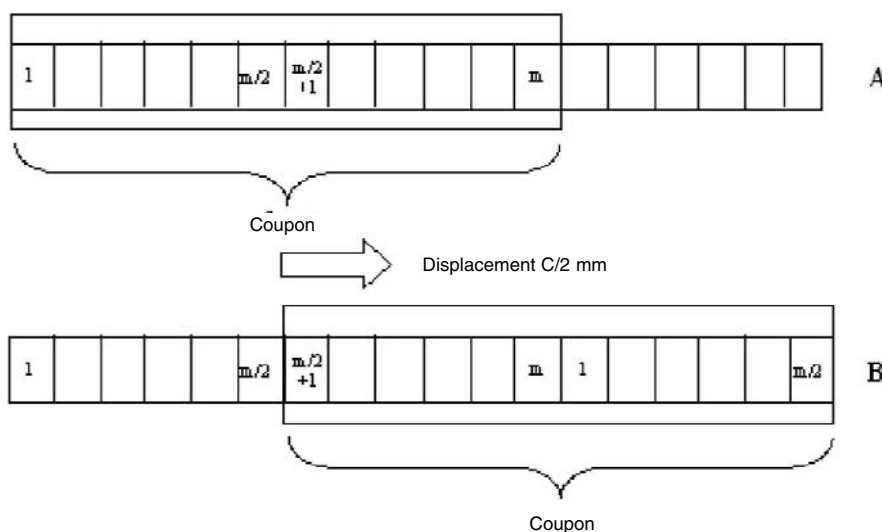 1 m/2 m/2 +1 m A
Coupon
Displacement C/2 mm
1 m/2 m/2 +1 m 1 m/2 B
Coupon